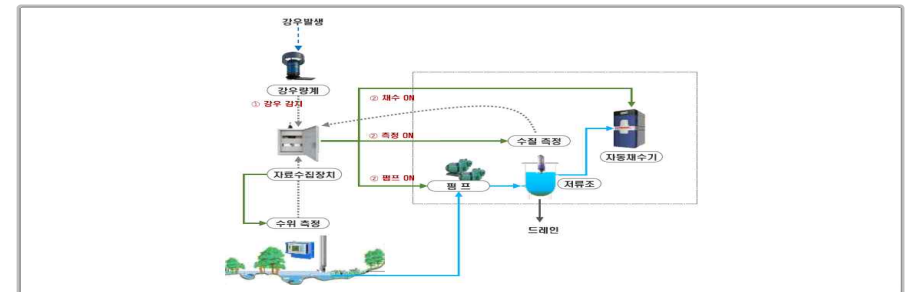 강우발생
강우량계
① 강우 감지
② 채수 ON
② 측정 ON
수질 측정
자동채수기
자료수집장치
② 펌프 ON
펌 프
저류조
수위 측정
드레인